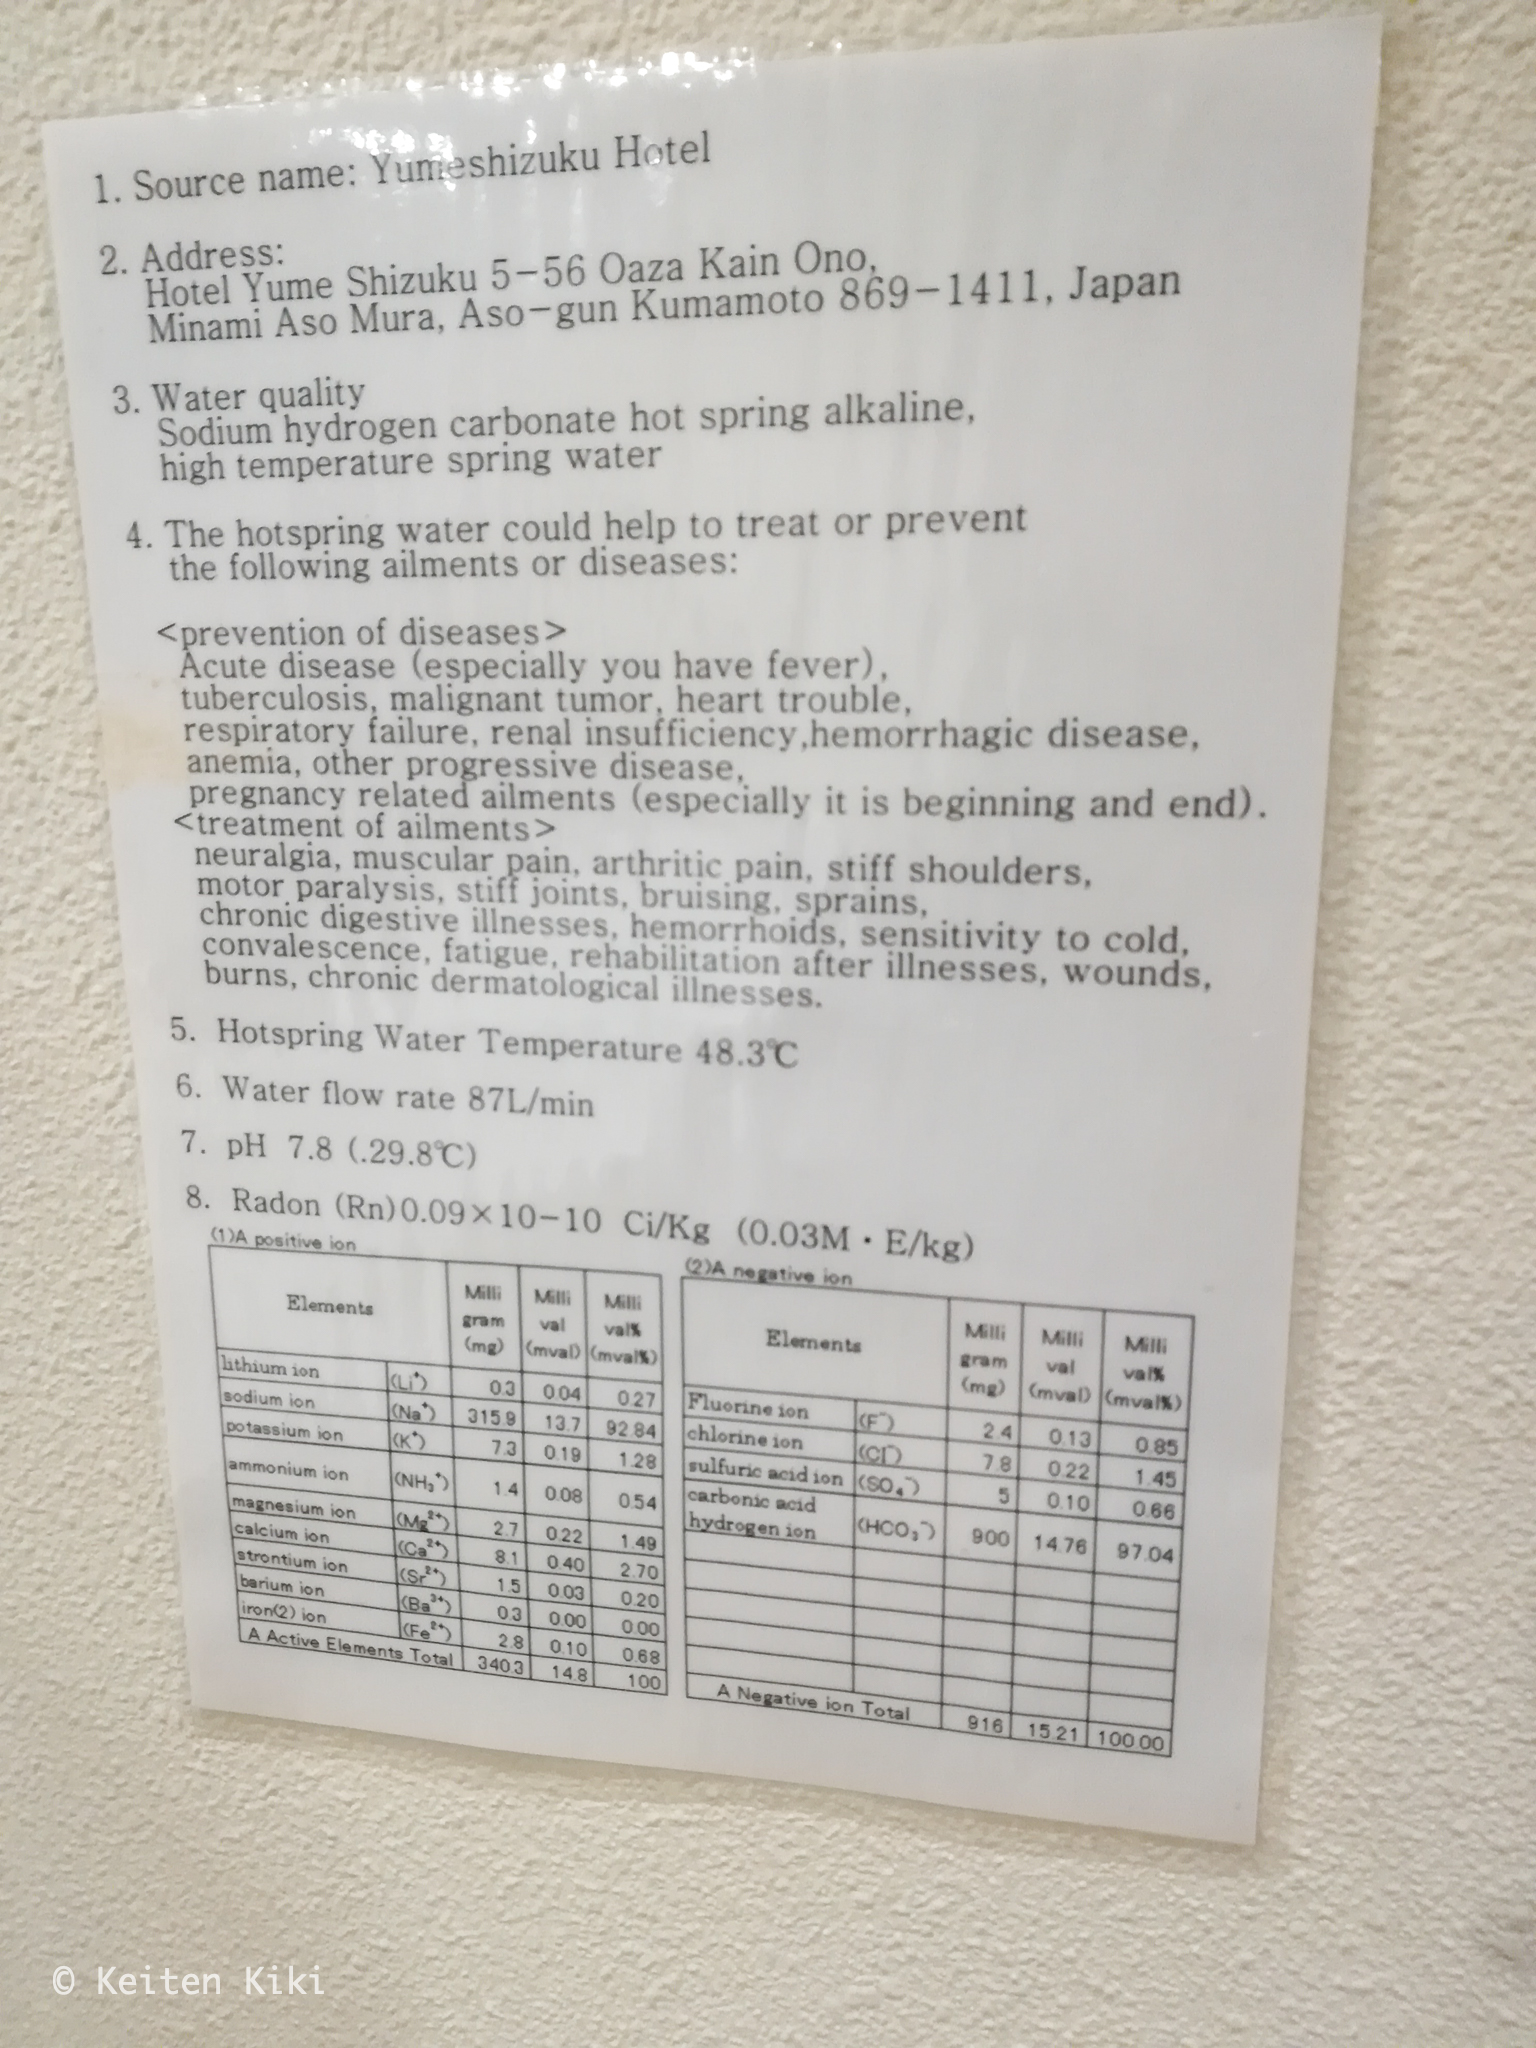 1. Source name: Yumeshizuku Hotel
2. Address:
Hotel Yume Shizuku 5-56 Oaza Kain Ono,
Minami Aso Mura, Aso-gun Kumamoto 869-1411, Japan
3. Water quality
Sodium hydrogen carbonate hot spring alkaline,
high temperature spring water
4. The hotspring water could help to treat or prevent
the following ailments or diseases:
<prevention of diseases>
Acute disease (especially you have fever),
tuberculosis, malignant tumor, heart trouble,
respiratory failure, renal insufficiency,hemorrhagic disease,
anemia, other progressive disease,
pregnancy related ailments (especially it is beginning and end).
<treatment of ailments>
neuralgia, muscular pain, arthritic pain, stiff shoulders,
motor paralysis, stiff joints, bruising, sprains,
chronic digestive illnesses, hemorrhoids, sensitivity to cold,
convalescence, fatigue, rehabilitation after illnesses, wounds,
burns, chronic dermatological illnesses.
5. Hotspring Water Temperature 48.3℃
6. Water flow rate 87L/min
7. pH 7.8 (.29.8℃)
8. Radon (Rn)0.09×10-10 Ci/Kg (0.03M・E/kg)
(1)A positive ion
Elements Milli gram (mg) Milli val (mval) Milli val% (mval%)
lithium ion (Li⁺) 0.3 0.04 0.27
sodium ion (Na⁺) 315.9 13.7 92.84
potassium ion (K⁺) 7.3 0.19 1.28
ammonium ion (NH₃⁺) 1.4 0.08 0.54
magnesium ion (Mg²⁺) 2.7 0.22 1.49
calcium ion (Ca²⁺) 8.1 0.40 2.70
strontium ion (Sr²⁺) 1.5 0.03 0.20
barium ion (Ba³⁺) 0.3 0.00 0.00
iron(2) ion (Fe²⁺) 2.8 0.10 0.68
A Active Elements Total 340.3 14.8 100
(2)A negative ion
Elements Milli gram (mg) Milli val (mval) Milli val% (mval%)
Fluorine ion (F⁻) 2.4 0.13 0.85
chlorine ion (Cl⁻) 7.8 0.22 1.45
sulfuric acid ion (SO₄⁻) 5 0.10 0.66
carbonic acid
hydrogen ion (HCO₃⁻) 900 14.76 97.04
A Negative ion Total 916 15.21 100.00
© Keiten Kiki